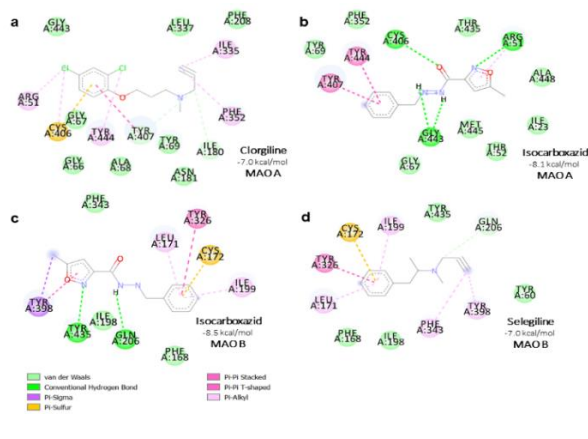 a
GLY
A:443
LEU
A:337
PHE
A:208
ILE
A:335
ARG
A:51
Cl
Cl
O
N
CYS
A:406
GLY
A:67
TYR
A:444
TYR
A:407
TYR
A:69
PHE
A:352
GLY
A:66
ALA
A:68
ASN
A:181
ILE
A:180
PHE
A:343
Clorgiline
-7.0 kcal/mol
MAO A
b
PHE
A:352
CYS
A:406
THR
A:435
ARG
A:51
TYR
A:69
TYR
A:444
TYR
A:407
O
N
O
H
N
N
H
ALA
A:448
ILE
A:23
GLY
A:443
MET
A:445
THR
A:52
GLY
A:67
Isocarboxazid
-8.1 kcal/mol
MAO A
c
TYR
A:326
LEU
A:171
CYS
A:172
ILE
A:199
O
O
N
N
N
H
TYR
A:398
TYR
A:435
ILE
A:198
GLN
A:206
PHE
A:168
Isocarboxazid
-8.5 kcal/mol
MAO B
d
CYS
A:172
ILE
A:199
TYR
A:435
GLN
A:206
TYR
A:326
N
TYR
A:60
LEU
A:171
TYR
A:398
PHE
A:343
PHE
A:168
ILE
A:198
Selegiline
-7.0 kcal/mol
MAO B
van der Waals
Conventional Hydrogen Bond
Pi-Sigma
Pi-Sulfur
Pi-Pi Stacked
Pi-Pi T-shaped
Pi-Alkyl